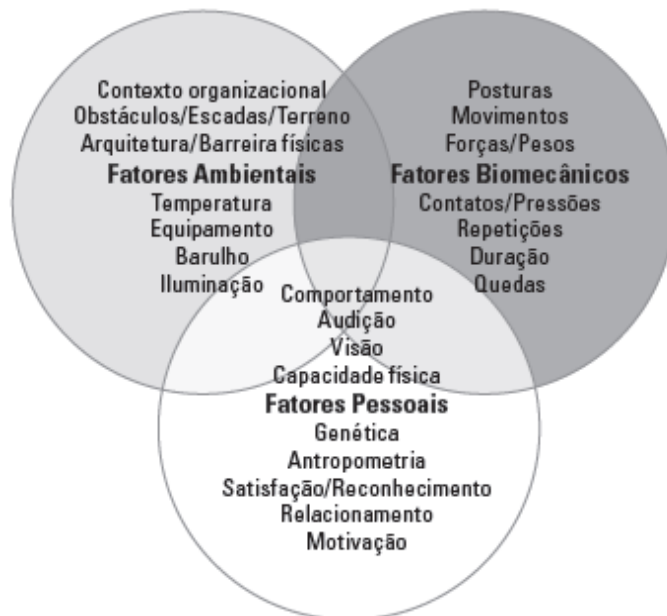 Contexto organizacional
Obstáculos/Escadas/Terreno
Arquitetura/Barreira físicas
Fatores Ambientais
Temperatura
Equipamento
Barulho
Iluminação
Posturas
Movimentos
Forças/Pesos
Fatores Biomecânicos
Contatos/Pressões
Repetições
Duração
Quedas
Comportamento
Audição
Visão
Capacidade física
Fatores Pessoais
Genética
Antropometria
Satisfação/Reconhecimento
Relacionamento
Motivação